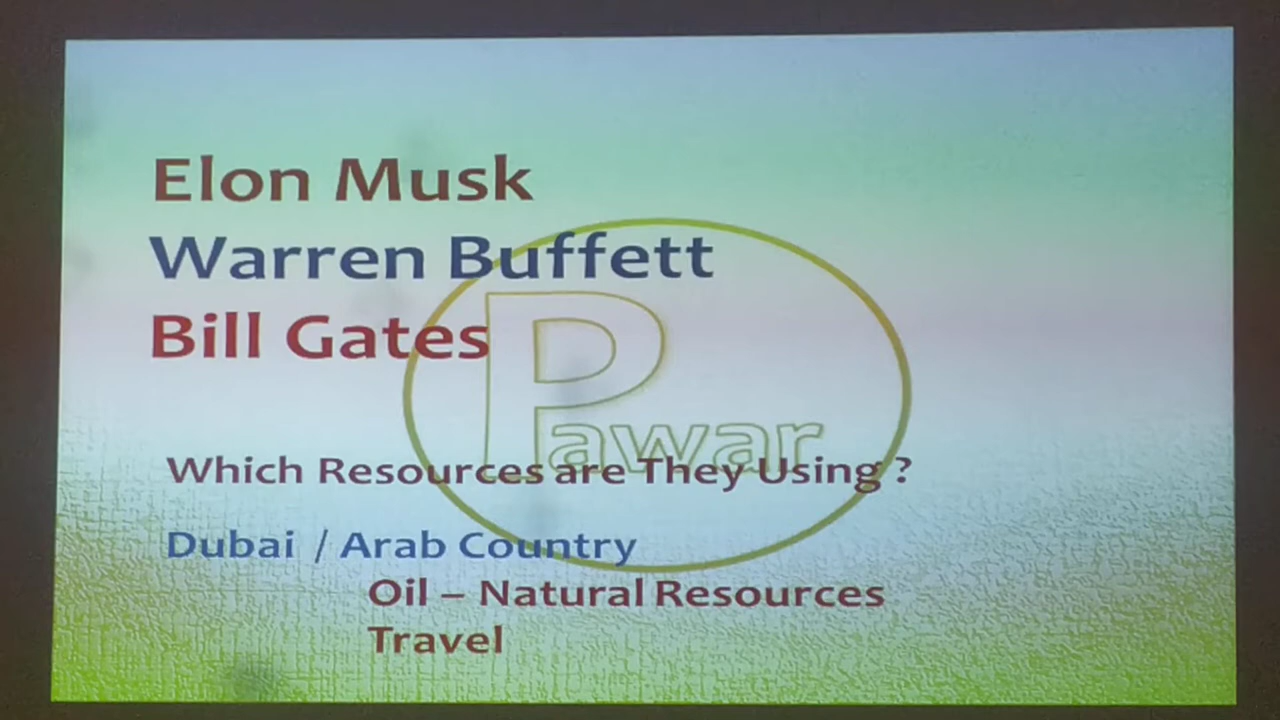 Elon Musk
Warren Buffett
Bill Gates
Pawar
Which Resources are They Using ?
Dubai / Arab Country
Oil – Natural Resources
Travel